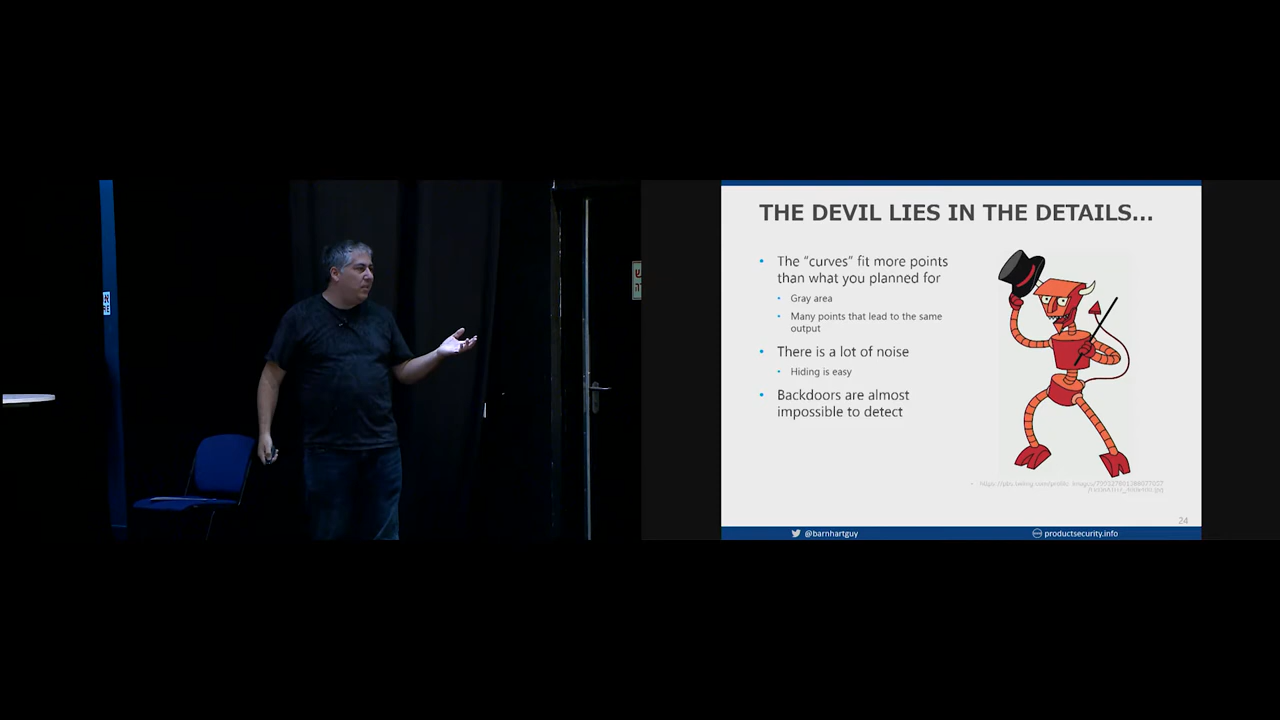 THE DEVIL LIES IN THE DETAILS...
• The “curves” fit more points
than what you planned for
• Gray area
• Many points that lead to the same
output
• There is a lot of noise
• Hiding is easy
• Backdoors are almost
impossible to detect
24
@barnhartguy
productsecurity.info